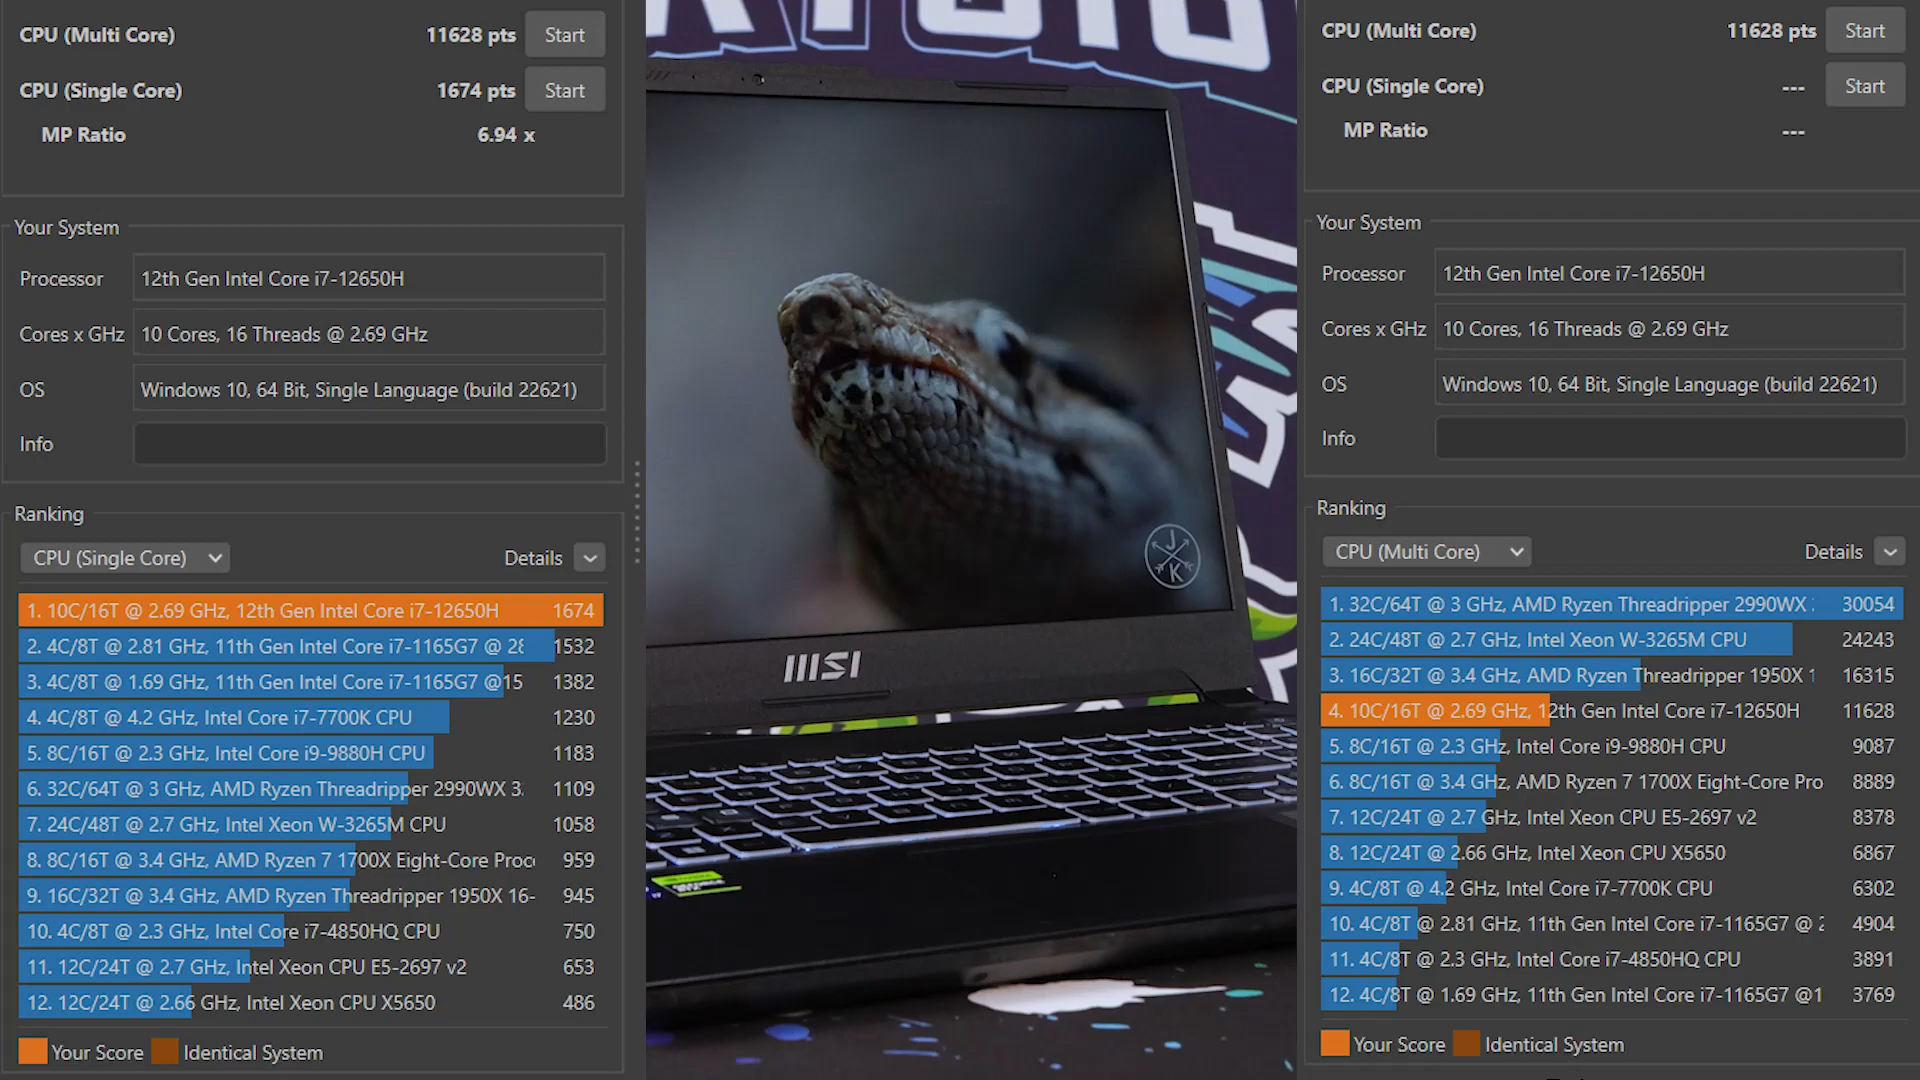 CPU (Multi Core) 11628 pts Start
CPU (Single Core) 1674 pts Start
MP Ratio 6.94 x
Your System
Processor 12th Gen Intel Core i7-12650H
Cores x GHz 10 Cores, 16 Threads @ 2.69 GHz
OS Windows 10, 64 Bit, Single Language (build 22621)
Info
Ranking
CPU (Single Core) Details
1. 10C/16T @ 2.69 GHz, 12th Gen Intel Core i7-12650H 1674
2. 4C/8T @ 2.81 GHz, 11th Gen Intel Core i7-1165G7 @ 28 1532
3. 4C/8T @ 1.69 GHz, 11th Gen Intel Core i7-1165G7 @15 1382
4. 4C/8T @ 4.2 GHz, Intel Core i7-7700K CPU 1230
5. 8C/16T @ 2.3 GHz, Intel Core i9-9880H CPU 1183
6. 32C/64T @ 3 GHz, AMD Ryzen Threadripper 2990WX 3. 1109
7. 24C/48T @ 2.7 GHz, Intel Xeon W-3265M CPU 1058
8. 8C/16T @ 3.4 GHz, AMD Ryzen 7 1700X Eight-Core Proc 959
9. 16C/32T @ 3.4 GHz, AMD Ryzen Threadripper 1950X 16- 945
10. 4C/8T @ 2.3 GHz, Intel Core i7-4850HQ CPU 750
11. 12C/24T @ 2.7 GHz, Intel Xeon CPU E5-2697 v2 653
12. 12C/24T @ 2.66 GHz, Intel Xeon CPU X5650 486
Your Score Identical System
J
K
msi
CPU (Multi Core) 11628 pts Start
CPU (Single Core) --- Start
MP Ratio ---
Your System
Processor 12th Gen Intel Core i7-12650H
Cores x GHz 10 Cores, 16 Threads @ 2.69 GHz
OS Windows 10, 64 Bit, Single Language (build 22621)
Info
Ranking
CPU (Multi Core) Details
1. 32C/64T @ 3 GHz, AMD Ryzen Threadripper 2990WX 30054
2. 24C/48T @ 2.7 GHz, Intel Xeon W-3265M CPU 24243
3. 16C/32T @ 3.4 GHz, AMD Ryzen Threadripper 1950X 1 16315
4. 10C/16T @ 2.69 GHz, 12th Gen Intel Core i7-12650H 11628
5. 8C/16T @ 2.3 GHz, Intel Core i9-9880H CPU 9087
6. 8C/16T @ 3.4 GHz, AMD Ryzen 7 1700X Eight-Core Pro 8889
7. 12C/24T @ 2.7 GHz, Intel Xeon CPU E5-2697 v2 8378
8. 12C/24T @ 2.66 GHz, Intel Xeon CPU X5650 6867
9. 4C/8T @ 4.2 GHz, Intel Core i7-7700K CPU 6302
10. 4C/8T @ 2.81 GHz, 11th Gen Intel Core i7-1165G7 @ 2 4904
11. 4C/8T @ 2.3 GHz, Intel Core i7-4850HQ CPU 3891
12. 4C/8T @ 1.69 GHz, 11th Gen Intel Core i7-1165G7 @1 3769
Your Score Identical System